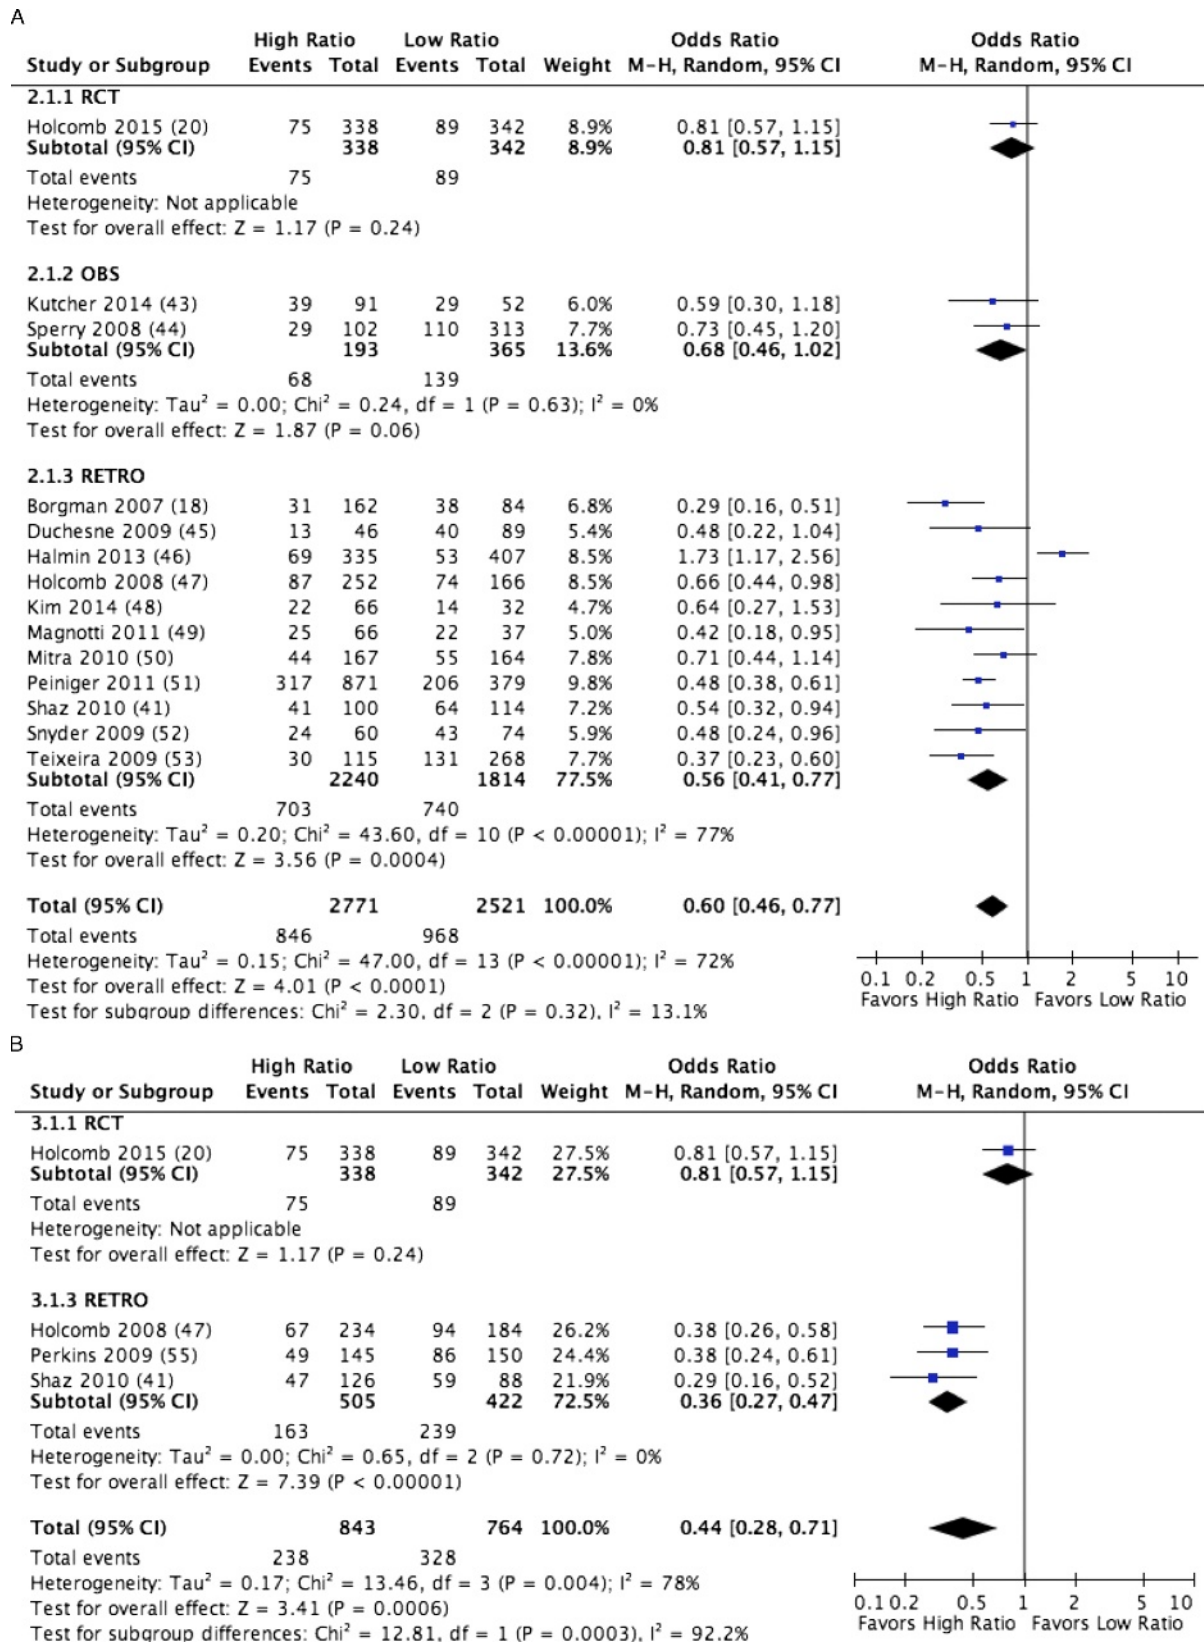 A
High Ratio Low Ratio Odds Ratio Odds Ratio
Study or Subgroup Events Total Events Total Weight M-H, Random, 95% CI M-H, Random, 95% CI
2.1.1 RCT
Holcomb 2015 (20) 75 338 89 342 8.9% 0.81 [0.57, 1.15]
Subtotal (95% CI) 338 342 8.9% 0.81 [0.57, 1.15]
Total events 75 89
Heterogeneity: Not applicable
Test for overall effect: Z = 1.17 (P = 0.24)
2.1.2 OBS
Kutcher 2014 (43) 39 91 29 52 6.0% 0.59 [0.30, 1.18]
Sperry 2008 (44) 29 102 110 313 7.7% 0.73 [0.45, 1.20]
Subtotal (95% CI) 193 365 13.6% 0.68 [0.46, 1.02]
Total events 68 139
Heterogeneity: Tau² = 0.00; Chi² = 0.24, df = 1 (P = 0.63); I² = 0%
Test for overall effect: Z = 1.87 (P = 0.06)
2.1.3 RETRO
Borgman 2007 (18) 31 162 38 84 6.8% 0.29 [0.16, 0.51]
Duchesne 2009 (45) 13 46 40 89 5.4% 0.48 [0.22, 1.04]
Halmin 2013 (46) 69 335 53 407 8.5% 1.73 [1.17, 2.56]
Holcomb 2008 (47) 87 252 74 166 8.5% 0.66 [0.44, 0.98]
Kim 2014 (48) 22 66 14 32 4.7% 0.64 [0.27, 1.53]
Magnotti 2011 (49) 25 66 22 37 5.0% 0.42 [0.18, 0.95]
Mitra 2010 (50) 44 167 55 164 7.8% 0.71 [0.44, 1.14]
Peiniger 2011 (51) 317 871 206 379 9.8% 0.48 [0.38, 0.61]
Shaz 2010 (41) 41 100 64 114 7.2% 0.54 [0.32, 0.94]
Snyder 2009 (52) 24 60 43 74 5.9% 0.48 [0.24, 0.96]
Teixeira 2009 (53) 30 115 131 268 7.7% 0.37 [0.23, 0.60]
Subtotal (95% CI) 2240 1814 77.5% 0.56 [0.41, 0.77]
Total events 703 740
Heterogeneity: Tau² = 0.20; Chi² = 43.60, df = 10 (P < 0.00001); I² = 77%
Test for overall effect: Z = 3.56 (P = 0.0004)
Total (95% CI) 2771 2521 100.0% 0.60 [0.46, 0.77]
Total events 846 968
Heterogeneity: Tau² = 0.15; Chi² = 47.00, df = 13 (P < 0.00001); I² = 72%
Test for overall effect: Z = 4.01 (P < 0.0001)
Test for subgroup differences: Chi² = 2.30, df = 2 (P = 0.32), I² = 13.1%
0.1 0.2 0.5 1 2 5 10
Favors High Ratio Favors Low Ratio
B
High Ratio Low Ratio Odds Ratio Odds Ratio
Study or Subgroup Events Total Events Total Weight M-H, Random, 95% CI M-H, Random, 95% CI
3.1.1 RCT
Holcomb 2015 (20) 75 338 89 342 27.5% 0.81 [0.57, 1.15]
Subtotal (95% CI) 338 342 27.5% 0.81 [0.57, 1.15]
Total events 75 89
Heterogeneity: Not applicable
Test for overall effect: Z = 1.17 (P = 0.24)
3.1.3 RETRO
Holcomb 2008 (47) 67 234 94 184 26.2% 0.38 [0.26, 0.58]
Perkins 2009 (55) 49 145 86 150 24.4% 0.38 [0.24, 0.61]
Shaz 2010 (41) 47 126 59 88 21.9% 0.29 [0.16, 0.52]
Subtotal (95% CI) 505 422 72.5% 0.36 [0.27, 0.47]
Total events 163 239
Heterogeneity: Tau² = 0.00; Chi² = 0.65, df = 2 (P = 0.72); I² = 0%
Test for overall effect: Z = 7.39 (P < 0.00001)
Total (95% CI) 843 764 100.0% 0.44 [0.28, 0.71]
Total events 238 328
Heterogeneity: Tau² = 0.17; Chi² = 13.46, df = 3 (P = 0.004); I² = 78%
Test for overall effect: Z = 3.41 (P = 0.0006)
Test for subgroup differences: Chi² = 12.81, df = 1 (P = 0.0003), I² = 92.2%
0.1 0.2 0.5 1 2 5 10
Favors High Ratio Favors Low Ratio